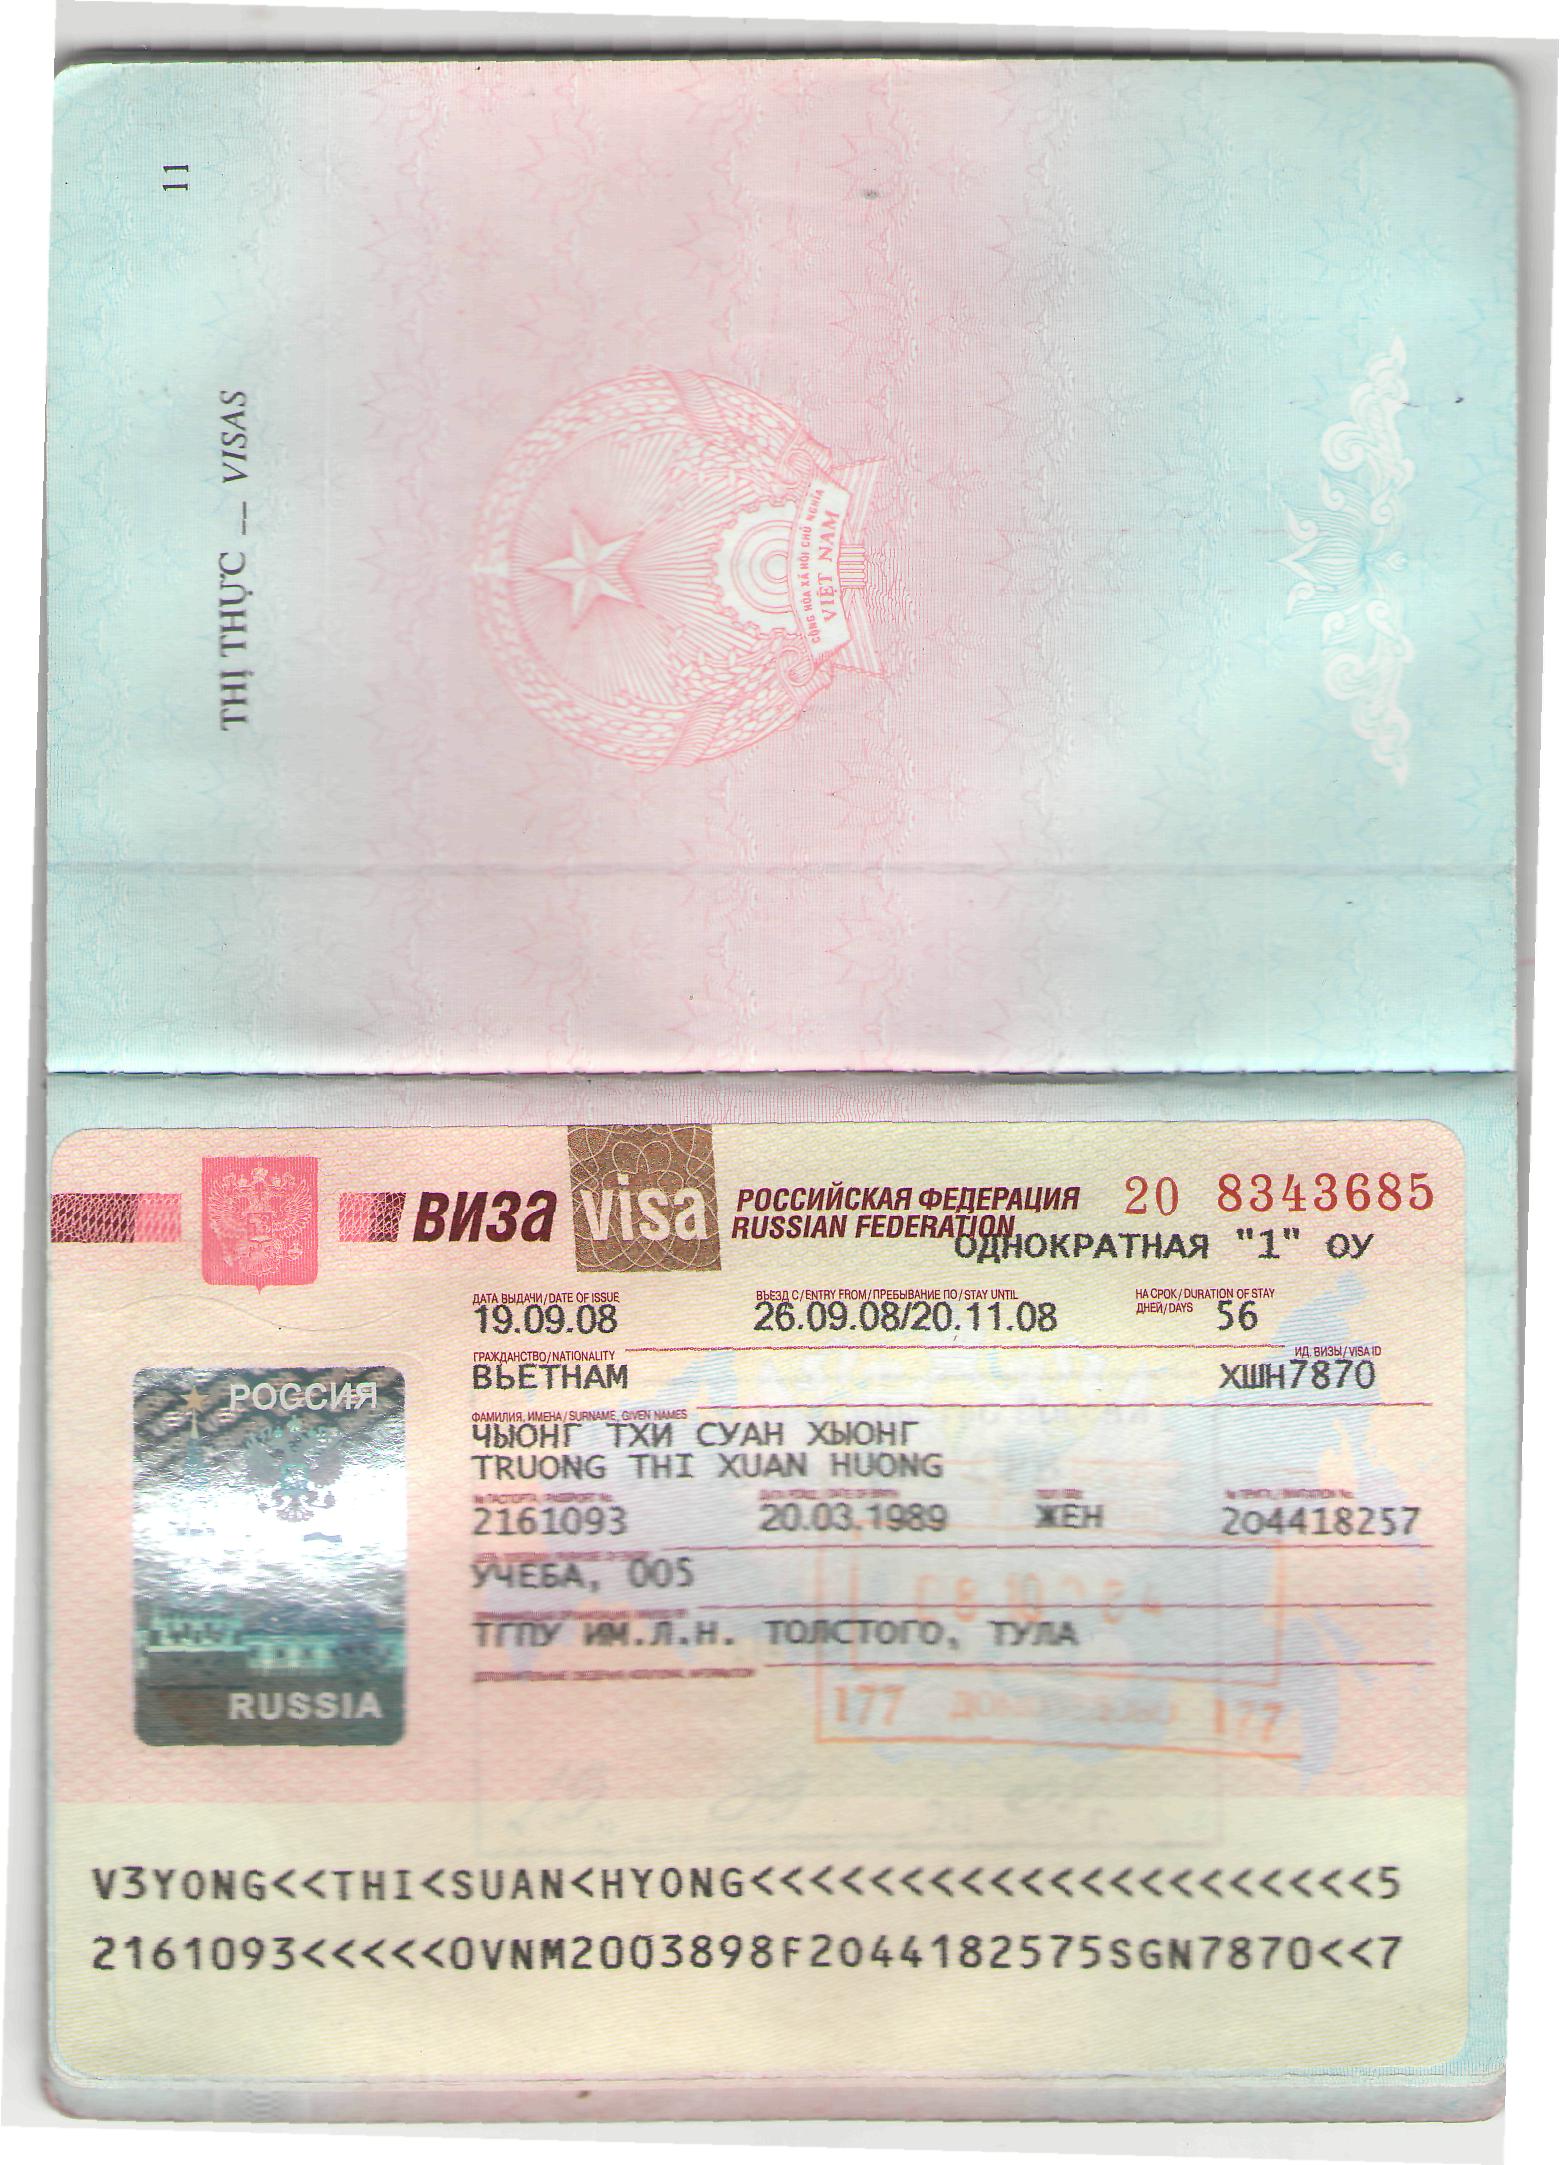 11
THỊ THỰC — VISAS
CỘNG HÒA XÃ HỘI CHỦ NGHĨA
VIỆT NAM
ВИЗА visa РОССИЙСКАЯ ФЕДЕРАЦИЯ 20 8343685
RUSSIAN FEDERATION
ОДНОКРАТНАЯ "1" ОУ
ДАТА ВЫДАЧИ/DATE OF ISSUE ВЪЕЗД С/ENTRY FROM/ПРЕБЫВАНИЕ ПО/STAY UNTIL НА СРОК/DURATION OF STAY
ДНЕЙ/DAYS
19.09.08 26.09.08/20.11.08 56
ГРАЖДАНСТВО/NATIONALITY ИД. ВИЗЫ/VISA ID
ВЬЕТНАМ ХШН7870
РОССИЯ
ФАМИЛИЯ, ИМЕНА/SURNAME, GIVEN NAMES
ЧЫОНГ ТХИ СУАН ХЫОНГ
TRUONG THI XUAN HUONG
№ ПАСПОРТА, PASSPORT No.
2161093 20.03.1989 ЖЕН 204418257
УЧЕБА, 005
ТГПУ ИМ.Л.Н. ТОЛСТОГО, ТУЛА
RUSSIA
177 177
V3YONG<<THI<SUAN<HYONG<<<<<<<<<<<<<<<<<<<<<5
2161093<<<<<0VNM2003898F2044182575SGN7870<<7